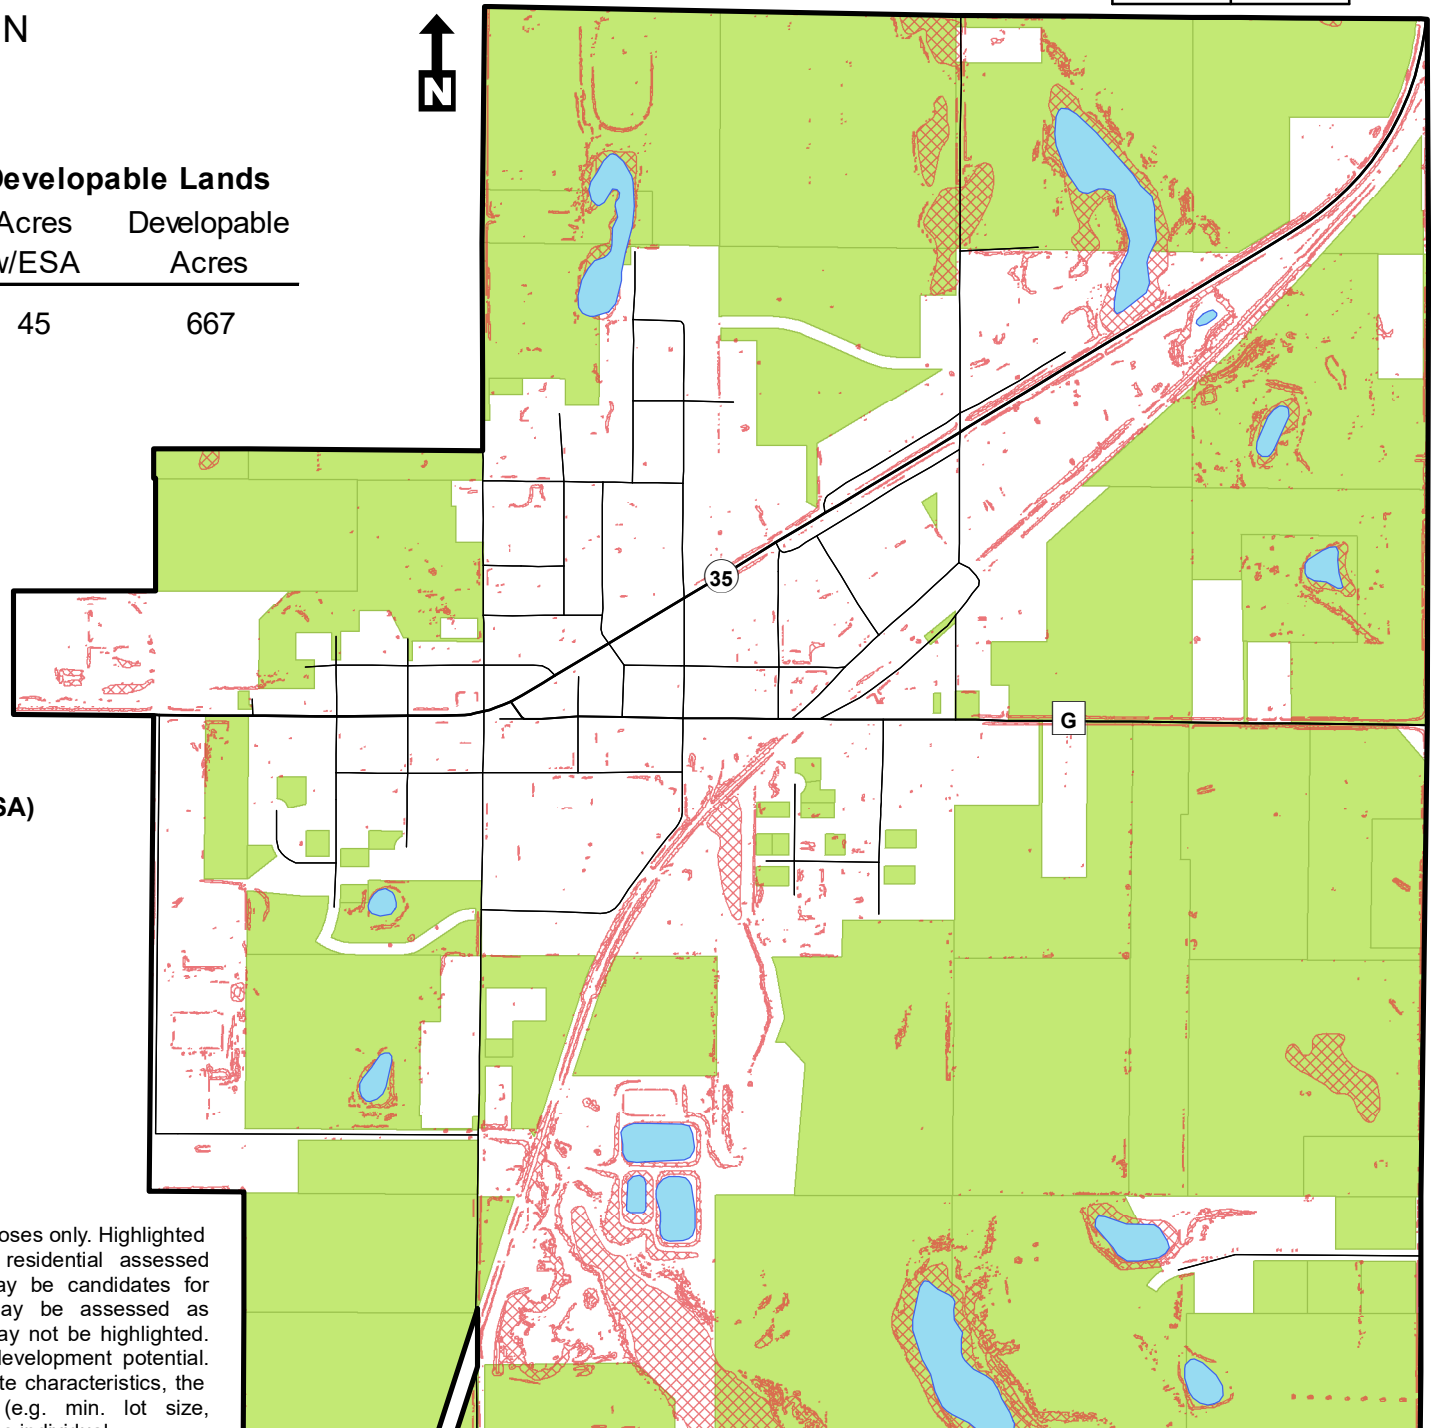 N
N
Developable Lands
Acres Developable
w/ESA Acres
45 667
35
G
SA)
oses only. Highlighted
residential assessed
ay be candidates for
ay be assessed as
ay not be highlighted.
development potential.
te characteristics, the
(e.g. min. lot size,
individual